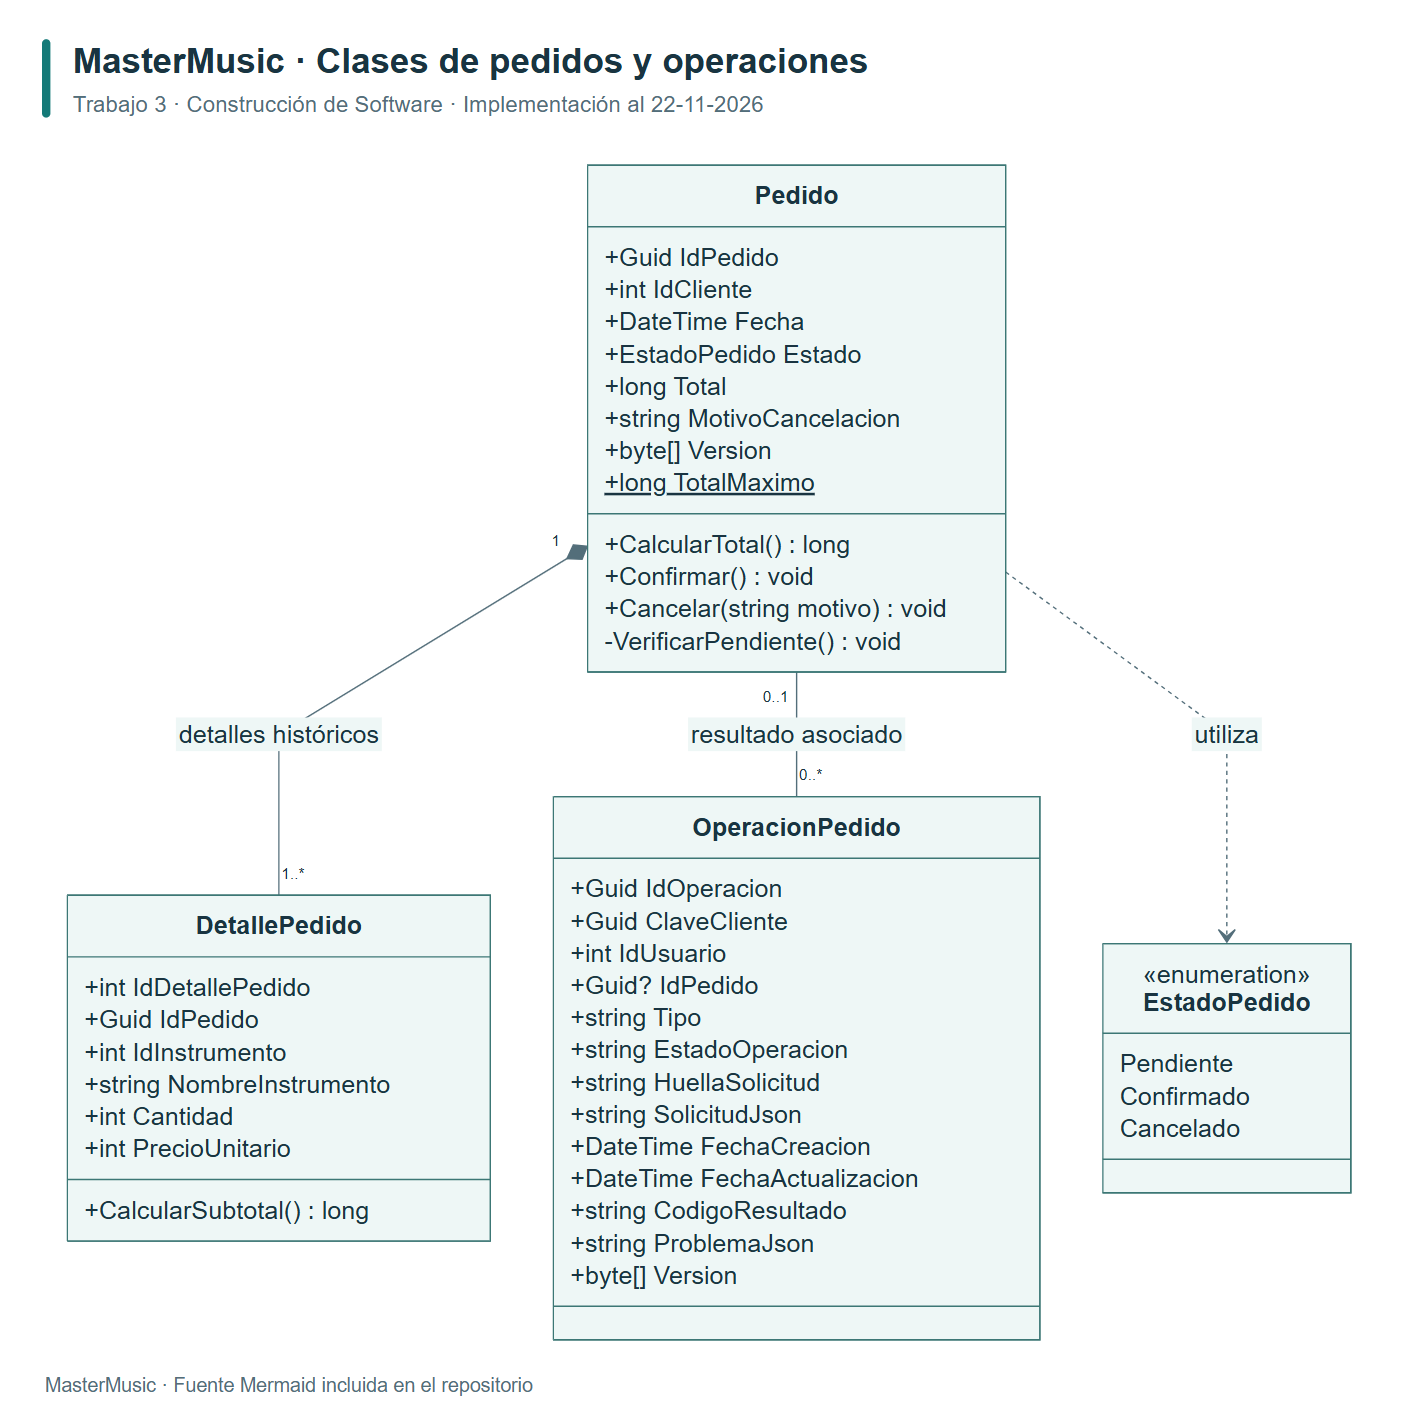 MasterMusic · Clases de pedidos y operaciones
Trabajo 3 · Construcción de Software · Implementación al 22-11-2026
Pedido
+Guid IdPedido
+int IdCliente
+DateTime Fecha
+EstadoPedido Estado
+long Total
+string MotivoCancelacion
+byte[] Version
+long TotalMaximo
+CalcularTotal() : long
+Confirmar() : void
+Cancelar(string motivo) : void
-VerificarPendiente() : void
1
detalles históricos
1..*
0..1
resultado asociado
0..*
utiliza
DetallePedido
+int IdDetallePedido
+Guid IdPedido
+int IdInstrumento
+string NombreInstrumento
+int Cantidad
+int PrecioUnitario
+CalcularSubtotal() : long
OperacionPedido
+Guid IdOperacion
+Guid ClaveCliente
+int IdUsuario
+Guid? IdPedido
+string Tipo
+string EstadoOperacion
+string HuellaSolicitud
+string SolicitudJson
+DateTime FechaCreacion
+DateTime FechaActualizacion
+string CodigoResultado
+string ProblemaJson
+byte[] Version
«enumeration»
EstadoPedido
Pendiente
Confirmado
Cancelado
MasterMusic · Fuente Mermaid incluida en el repositorio